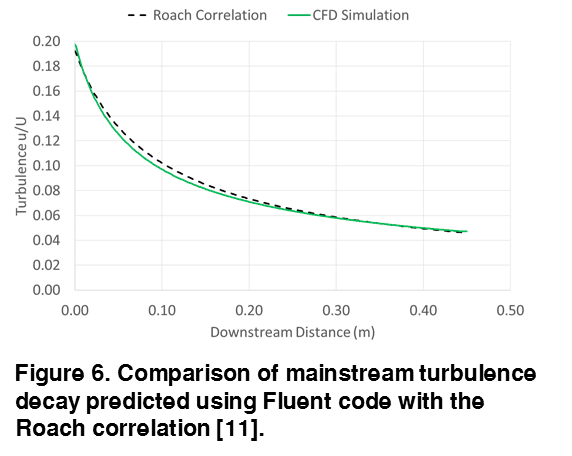 Roach Correlation CFD Simulation
0.20
0.18
0.16
0.14
0.12
0.10
0.08
0.06
0.04
0.02
0.00
Turbulence u/U
0.00 0.10 0.20 0.30 0.40 0.50
Downstream Distance (m)
Figure 6. Comparison of mainstream turbulence
decay predicted using Fluent code with the
Roach correlation [11].